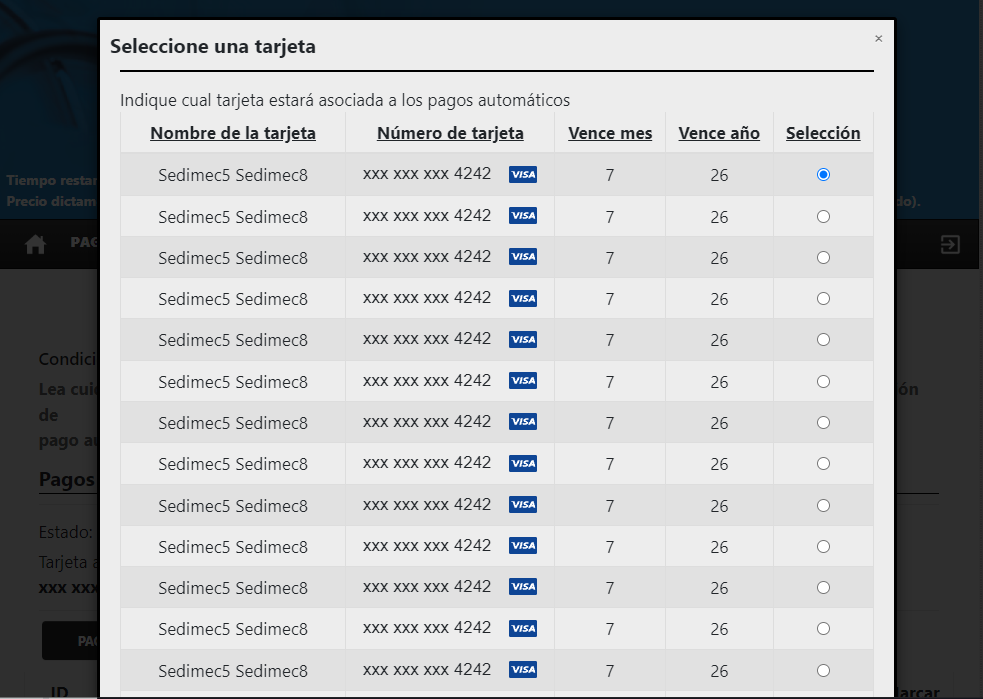 Seleccione una tarjeta ×
Indique cual tarjeta estará asociada a los pagos automáticos
Nombre de la tarjeta Número de tarjeta Vence mes Vence año Selección
Sedimec5 Sedimec8 xxx xxx xxx 4242 VISA 7 26
Sedimec5 Sedimec8 xxx xxx xxx 4242 VISA 7 26
Sedimec5 Sedimec8 xxx xxx xxx 4242 VISA 7 26
Sedimec5 Sedimec8 xxx xxx xxx 4242 VISA 7 26
Sedimec5 Sedimec8 xxx xxx xxx 4242 VISA 7 26
Sedimec5 Sedimec8 xxx xxx xxx 4242 VISA 7 26
Sedimec5 Sedimec8 xxx xxx xxx 4242 VISA 7 26
Sedimec5 Sedimec8 xxx xxx xxx 4242 VISA 7 26
Sedimec5 Sedimec8 xxx xxx xxx 4242 VISA 7 26
Sedimec5 Sedimec8 xxx xxx xxx 4242 VISA 7 26
Sedimec5 Sedimec8 xxx xxx xxx 4242 VISA 7 26
Sedimec5 Sedimec8 xxx xxx xxx 4242 VISA 7 26
Sedimec5 Sedimec8 xxx xxx xxx 4242 VISA 7 26
Tiempo restar
Precio dictam do).
PAG
Condici
Lea cuid ón
de
pago au
Pagos
Estado:
Tarjeta a
xxx xxx
PAG
ID larcar